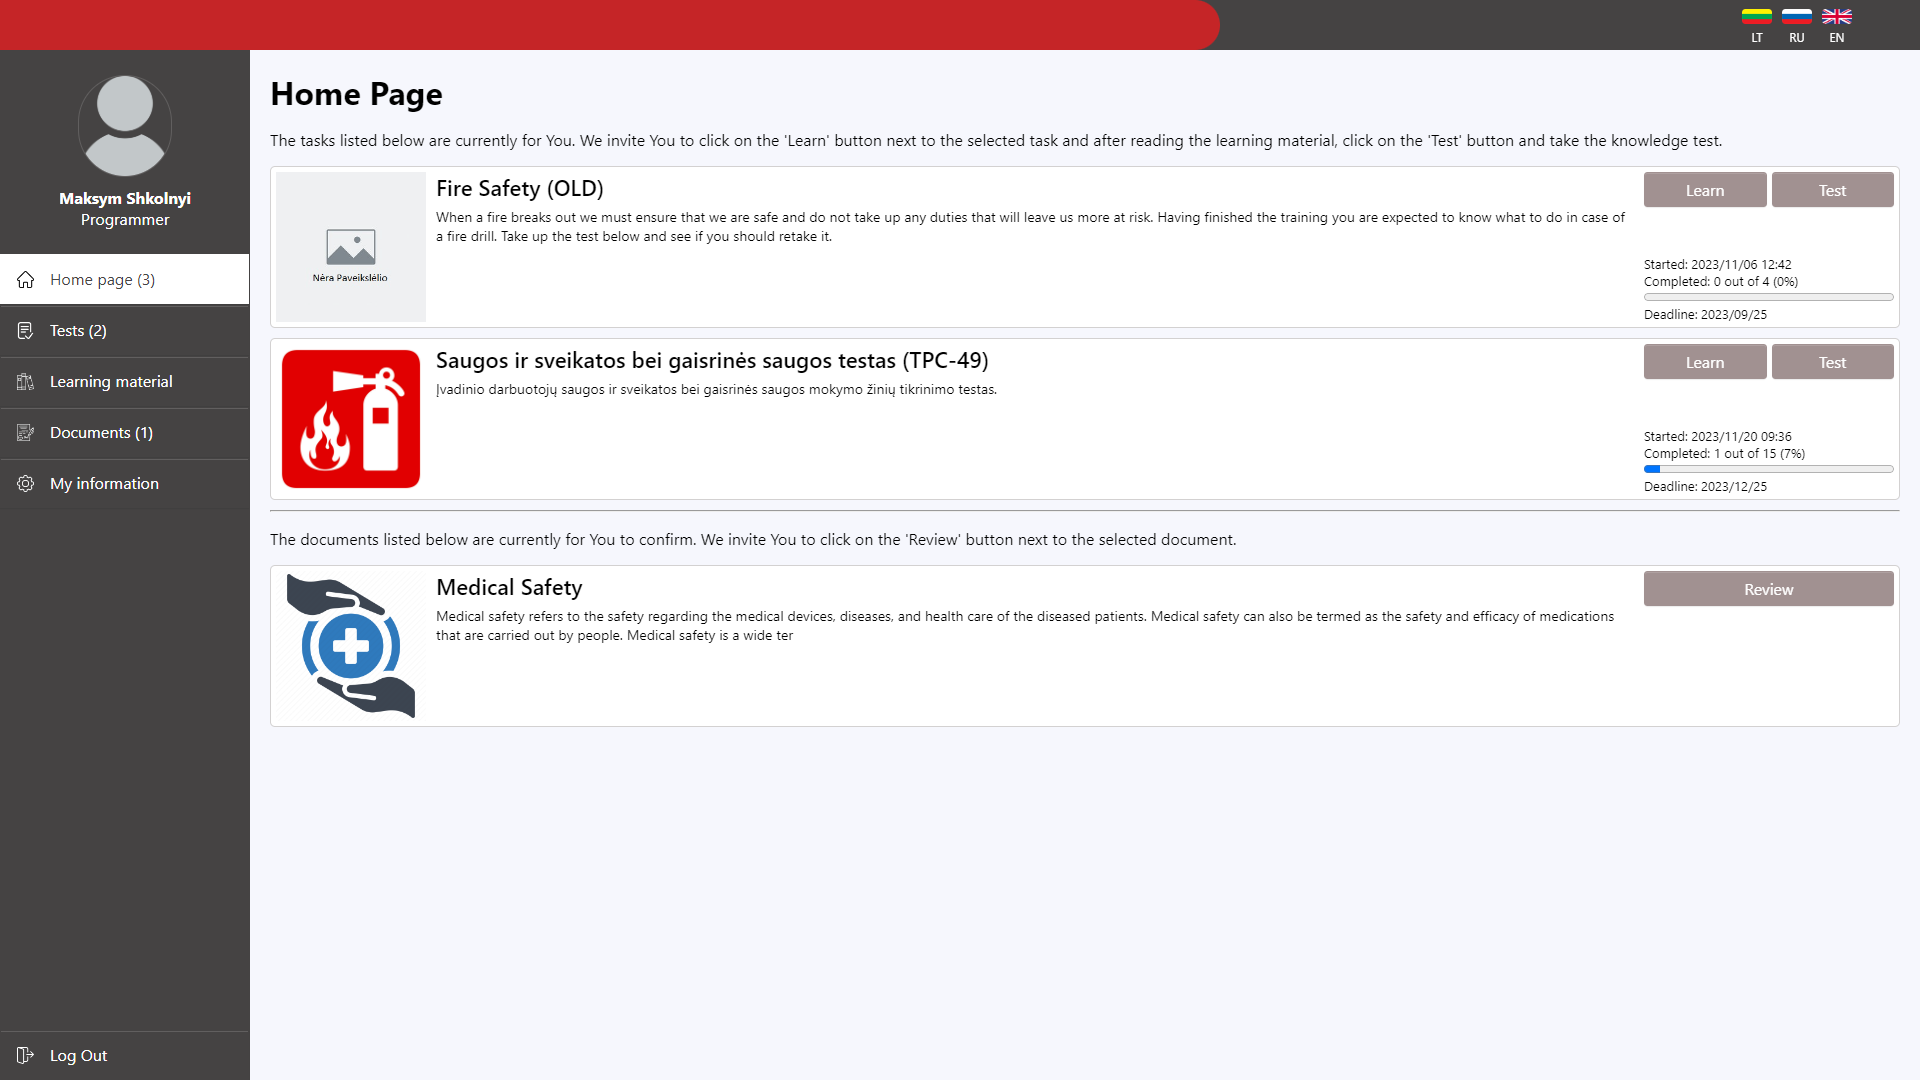 LT RU EN
Maksym Shkolnyi
Programmer
Home page (3)
Tests (2)
Learning material
Documents (1)
My information
Log Out
Home Page
The tasks listed below are currently for You. We invite You to click on the 'Learn' button next to the selected task and after reading the learning material, click on the 'Test' button and take the knowledge test.
Nėra Paveikslėlio
Fire Safety (OLD)
When a fire breaks out we must ensure that we are safe and do not take up any duties that will leave us more at risk. Having finished the training you are expected to know what to do in case of
a fire drill. Take up the test below and see if you should retake it.
Learn Test
Started: 2023/11/06 12:42
Completed: 0 out of 4 (0%)
Deadline: 2023/09/25
Saugos ir sveikatos bei gaisrinės saugos testas (TPC-49)
Įvadinio darbuotojų saugos ir sveikatos bei gaisrinės saugos mokymo žinių tikrinimo testas.
Learn Test
Started: 2023/11/20 09:36
Completed: 1 out of 15 (7%)
Deadline: 2023/12/25
The documents listed below are currently for You to confirm. We invite You to click on the 'Review' button next to the selected document.
Medical Safety
Medical safety refers to the safety regarding the medical devices, diseases, and health care of the diseased patients. Medical safety can also be termed as the safety and efficacy of medications
that are carried out by people. Medical safety is a wide ter
Review